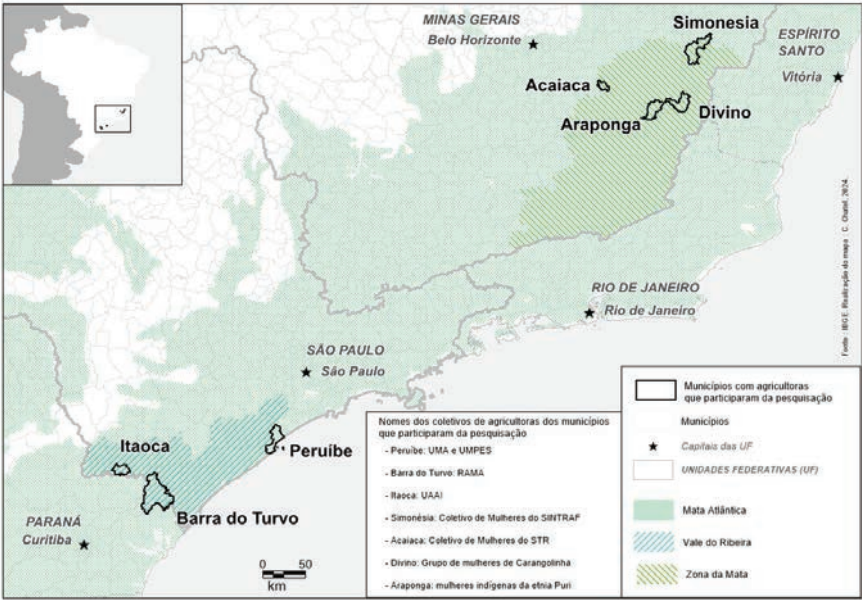 MINAS GERAIS
Belo Horizonte
Simonesia
ESPÍRITO
SANTO
Vitória
Acaiaca
Araponga
Divino
RIO DE JANEIRO
Rio de Janeiro
SÃO PAULO
São Paulo
Itaoca
Peruíbe
Barra do Turvo
PARANÁ
Curitiba
0 50
km
Fonte : IBGE. Realização do mapa : C. Chatel, 2024.
Nomes dos coletivos de agricultoras dos municípios
que participaram da pesquisação
- Peruíbe: UMA e UMPES
- Barra do Turvo: RAMA
- Itaoca: UAAI
- Simonésia: Coletivo de Mulheres do SINTRAF
- Acaiaca: Coletivo de Mulheres do STR
- Divino: Grupo de mulheres de Carangolinha
- Araponga: mulheres indígenas da etnia Puri
Municípios com agricultoras
que participaram da pesquisação
Municípios
Capitais das UF
UNIDADES FEDERATIVAS (UF)
Mata Atlântica
Vale do Ribeira
Zona da Mata